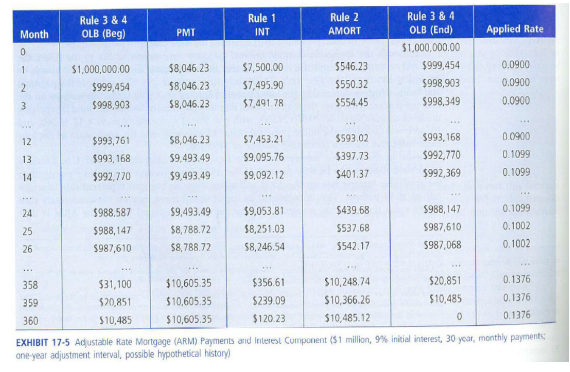 Month Rule 3 & 4 OLB (Beg) PMT Rule 1 INT Rule 2 AMORT Rule 3 & 4 OLB (End) Applied Rate
0 $1,000,000.00
1 $1,000,000.00 $8,046.23 $7,500.00 $546.23 $999,454 0.0900
2 $999,454 $8,046.23 $7,495.90 $550.32 $998,903 0.0900
3 $998,903 $8,046.23 $7,491.78 $554.45 $998,349 0.0900
... ... ... ... ... ... ...
12 $993,761 $8,046.23 $7,453.21 $593.02 $993,168 0.0900
13 $993,168 $9,493.49 $9,095.76 $397.73 $992,770 0.1099
14 $992,770 $9,493.49 $9,092.12 $401.37 $992,369 0.1099
... ... ... ... ... ... ...
24 $988,587 $9,493.49 $9,053.81 $439.68 $988,147 0.1099
25 $988,147 $8,788.72 $8,251.03 $537.68 $987,610 0.1002
26 $987,610 $8,788.72 $8,246.54 $542.17 $987,068 0.1002
... ... ... ... ... ... ...
358 $31,100 $10,605.35 $356.61 $10,248.74 $20,851 0.1376
359 $20,851 $10,605.35 $239.09 $10,366.26 $10,485 0.1376
360 $10,485 $10,605.35 $120.23 $10,485.12 0 0.1376
EXHIBIT 17-5 Adjustable Rate Mortgage (ARM) Payments and Interest Component ($1 million, 9% initial interest, 30-year, monthly payments;
one-year adjustment interval, possible hypothetical history)